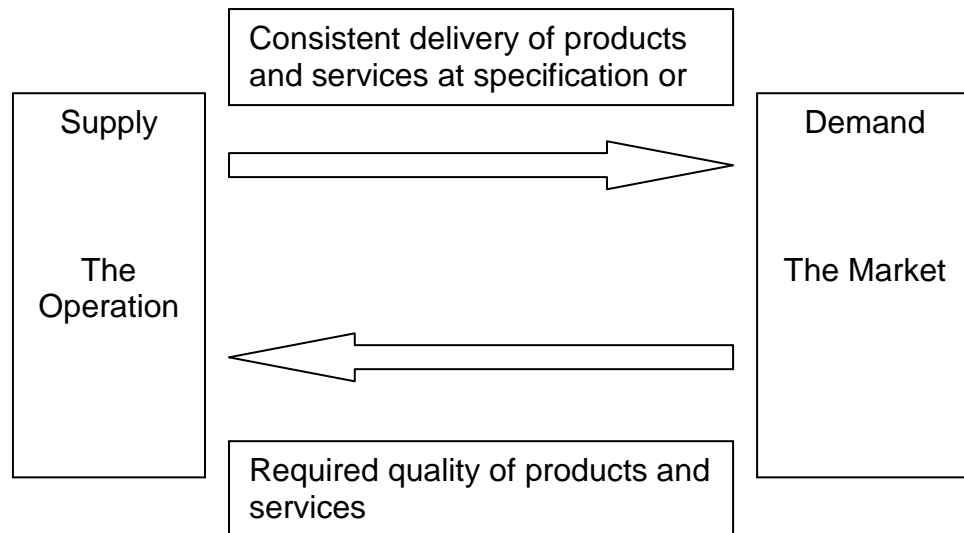 Consistent delivery of products
and services at specification or
Supply
The
Operation
Demand
The Market
Required quality of products and
services